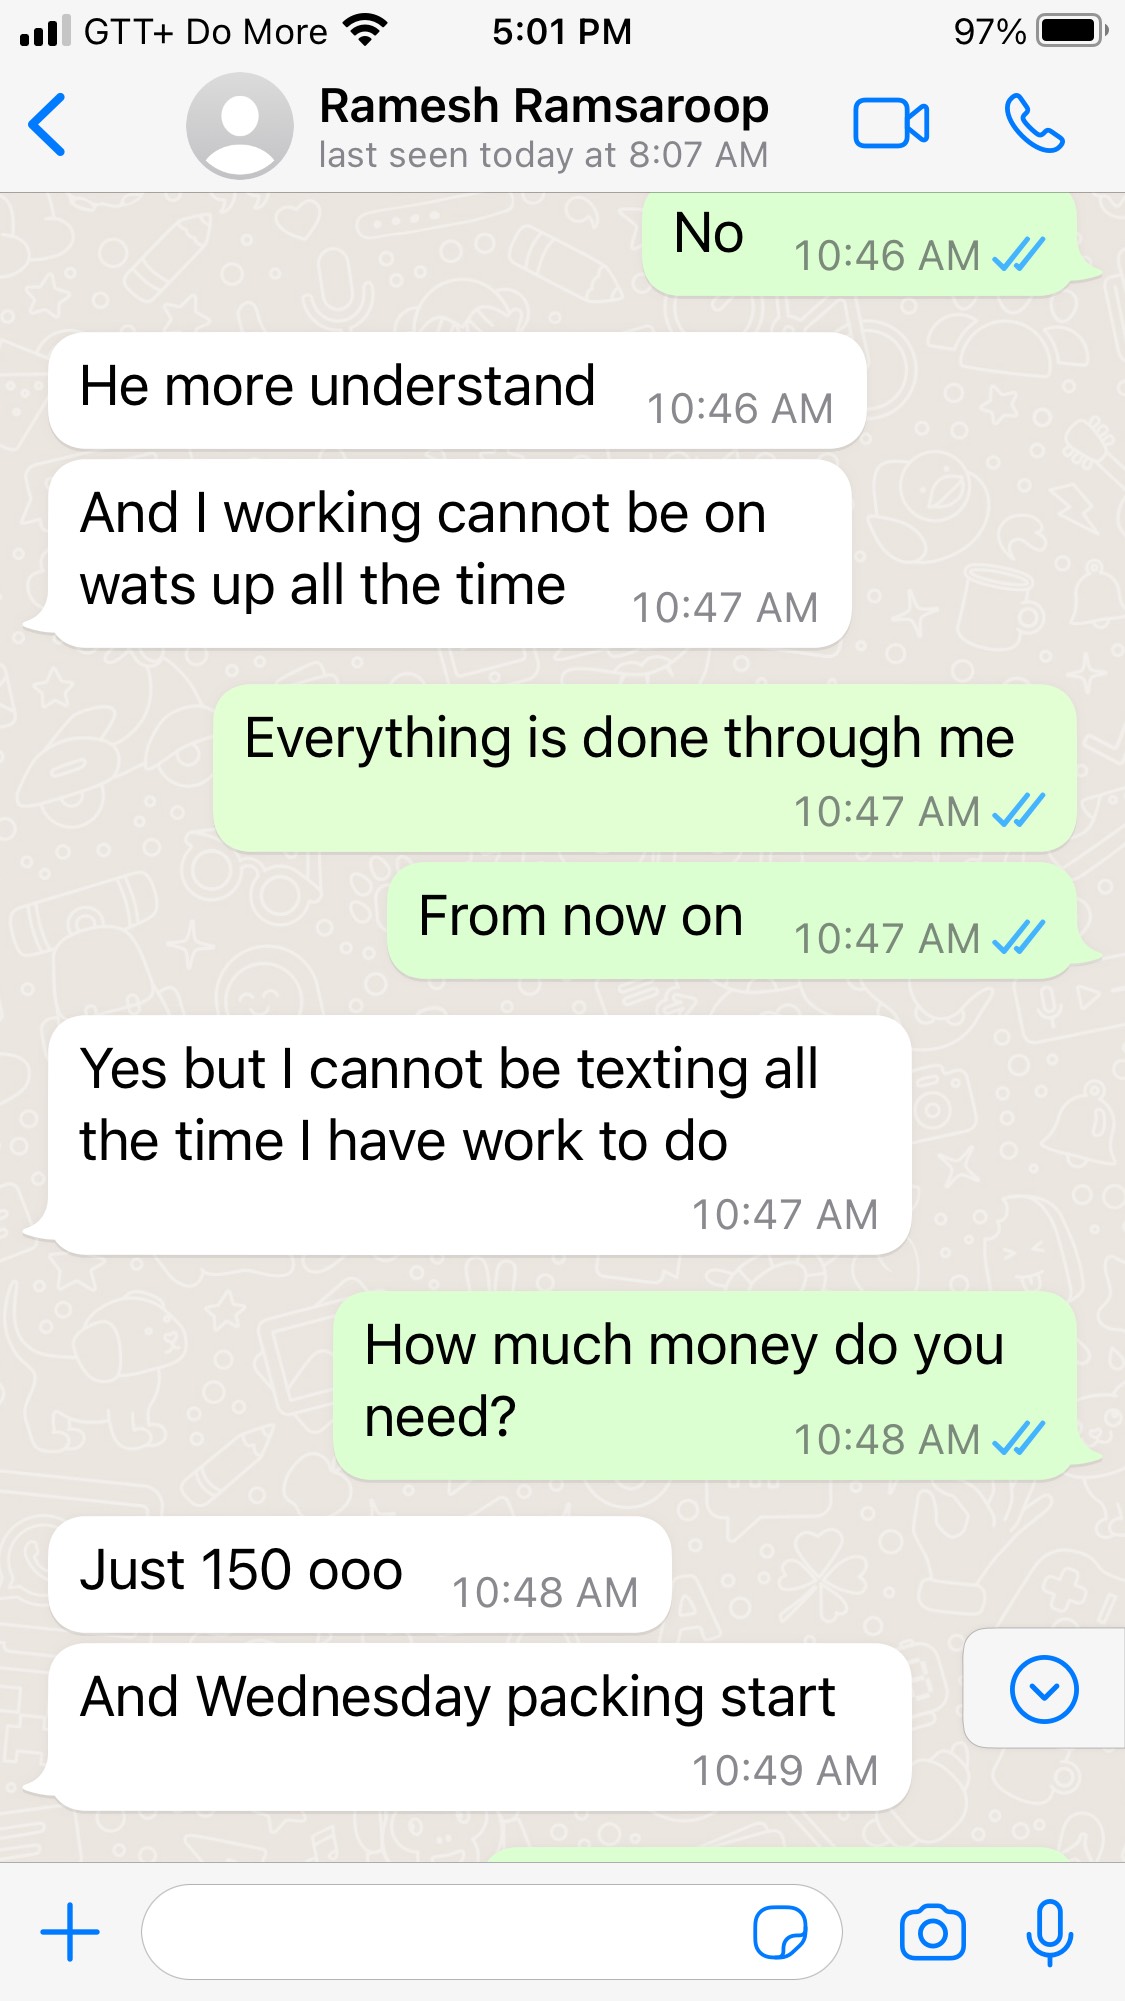 GTT+ Do More 5:01 PM 97%
Ramesh Ramsaroop
last seen today at 8:07 AM
No 10:46 AM
He more understand 10:46 AM
And I working cannot be on
wats up all the time 10:47 AM
Everything is done through me
10:47 AM
From now on 10:47 AM
Yes but I cannot be texting all
the time I have work to do
10:47 AM
How much money do you
need? 10:48 AM
Just 150 ooo 10:48 AM
And Wednesday packing start
10:49 AM